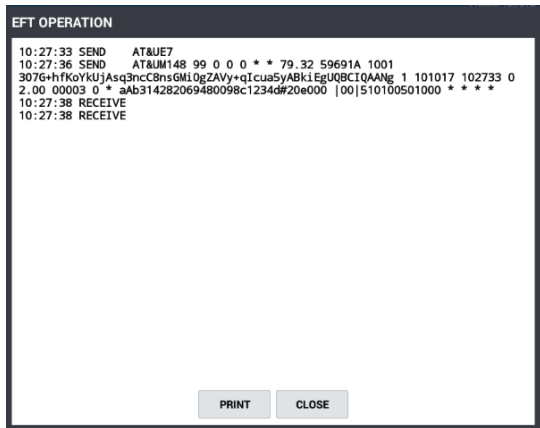 EFT OPERATION
10:27:33 SEND AT&UE7
10:27:36 SEND AT&UM148 99 0 0 0 * * 79.32 59691A 1001
307G+hfKoYkUjAsq3ncC8nsGMi0gZAVy+qIcua5yABkiEgUQBCIQAANg 1 101017 102733 0
2.00 00003 0 * aAb314282069480098c1234d#20e000 |00|510100501000 * * * *
10:27:38 RECEIVE
10:27:38 RECEIVE
PRINT CLOSE